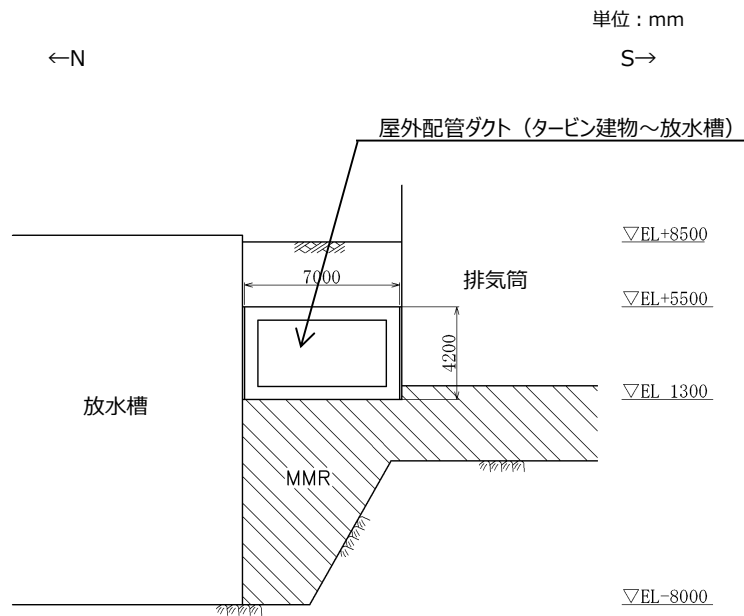 単位：mm
←N
S→
屋外配管ダクト（タービン建物～放水槽）
▽EL+8500
7000
排気筒
▽EL+5500
4200
▽EL 1300
放水槽
MMR
▽EL-8000